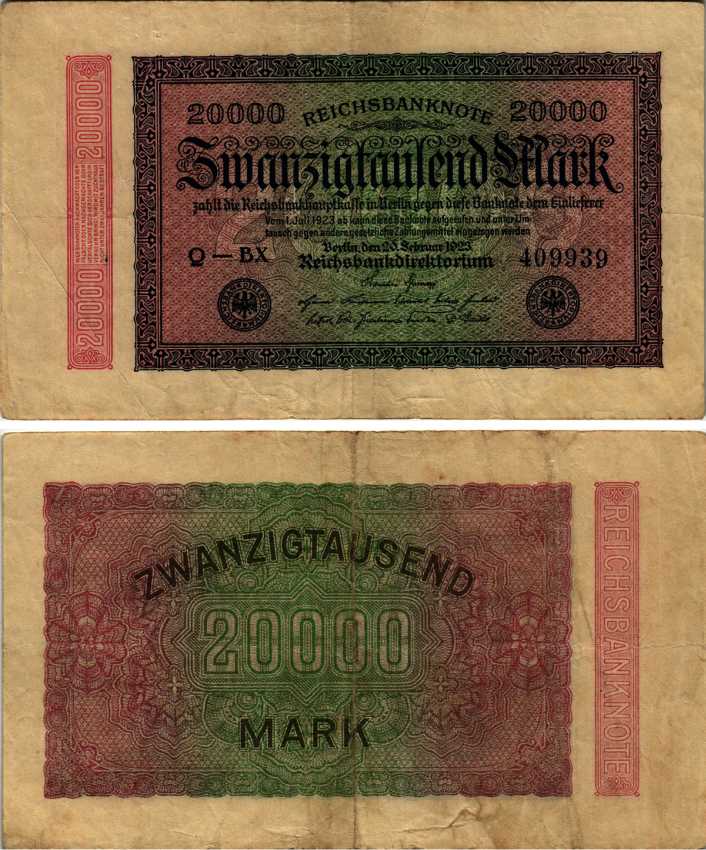 20000 REICHSBANKNOTE 20000
Zwanzigtausend Mark
zahlt die Reichsbankhauptkasse in Berlin gegen diese Banknote dem Einlieferer
Vom 1. Juli 1923 ab kann diese Banknote aufgerufen und unter Um-
tausch gegen andere gesetzliche Zahlungsmittel eingezogen werden
Berlin, den 20. Februar 1923
Q — BX Reichsbankdirektorium 409939
20000 20000
ZWANZIGTAUSEND
20000
MARK
REICHSBANKNOTE